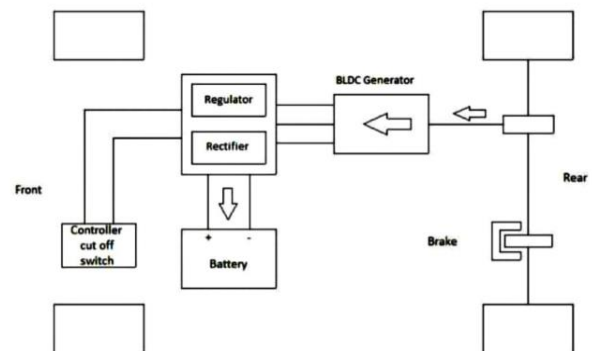 BLDC Generator
Regulator
Rectifier
Front
Rear
Controller
cut off
switch
+ -
Battery
Brake